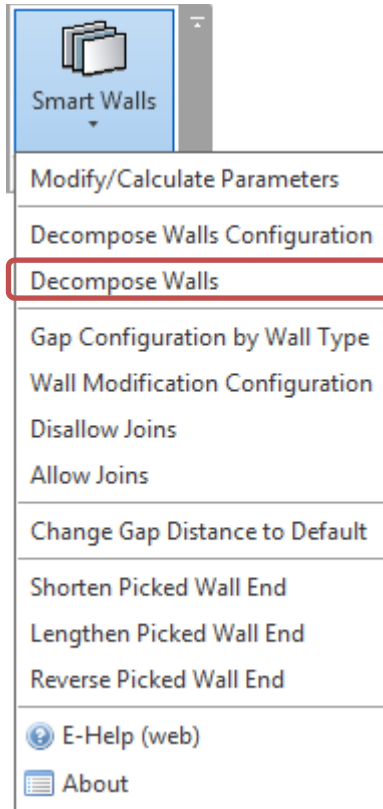 Smart Walls
Modify/Calculate Parameters
Decompose Walls Configuration
Decompose Walls
Gap Configuration by Wall Type
Wall Modification Configuration
Disallow Joins
Allow Joins
Change Gap Distance to Default
Shorten Picked Wall End
Lengthen Picked Wall End
Reverse Picked Wall End
E-Help (web)
About